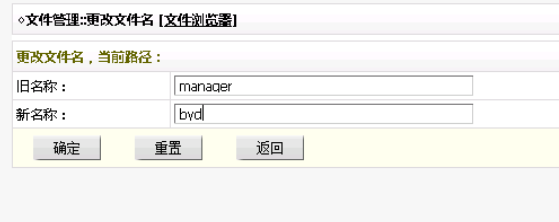 ◇文件管理::更改文件名 [文件浏览器]
更改文件名，当前路径：
旧名称： manager
新名称： byd
确定 重置 返回